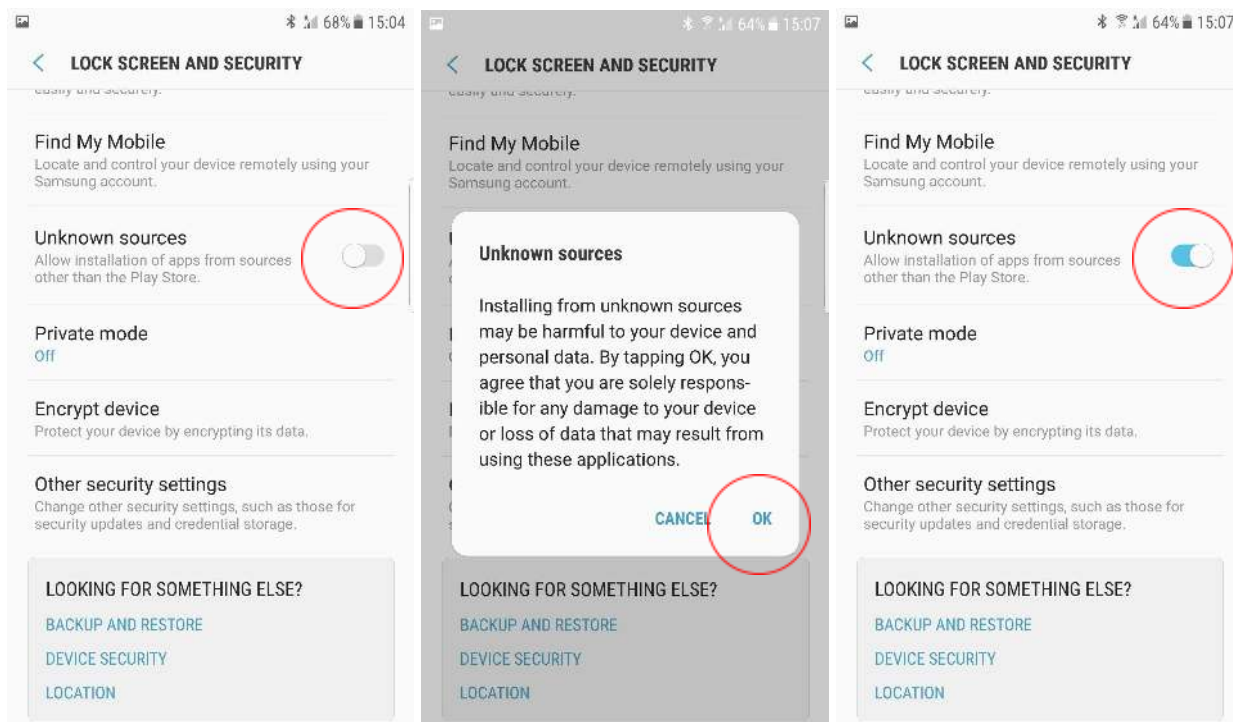 68% 15:04
LOCK SCREEN AND SECURITY
easily and securely.
Find My Mobile
Locate and control your device remotely using your
Samsung account.
Unknown sources
Allow installation of apps from sources
other than the Play Store.
Private mode
Off
Encrypt device
Protect your device by encrypting its data.
Other security settings
Change other security settings, such as those for
security updates and credential storage.
LOOKING FOR SOMETHING ELSE?
BACKUP AND RESTORE
DEVICE SECURITY
LOCATION
64% 15:07
LOCK SCREEN AND SECURITY
easily and securely.
Find My Mobile
Locate and control your device remotely using your
Samsung account.
Unknown sources
Installing from unknown sources
may be harmful to your device and
personal data. By tapping OK, you
agree that you are solely respons-
ible for any damage to your device
or loss of data that may result from
using these applications.
CANCEL OK
LOOKING FOR SOMETHING ELSE?
BACKUP AND RESTORE
DEVICE SECURITY
LOCATION
64% 15:07
LOCK SCREEN AND SECURITY
easily and securely.
Find My Mobile
Locate and control your device remotely using your
Samsung account.
Unknown sources
Allow installation of apps from sources
other than the Play Store.
Private mode
Off
Encrypt device
Protect your device by encrypting its data.
Other security settings
Change other security settings, such as those for
security updates and credential storage.
LOOKING FOR SOMETHING ELSE?
BACKUP AND RESTORE
DEVICE SECURITY
LOCATION